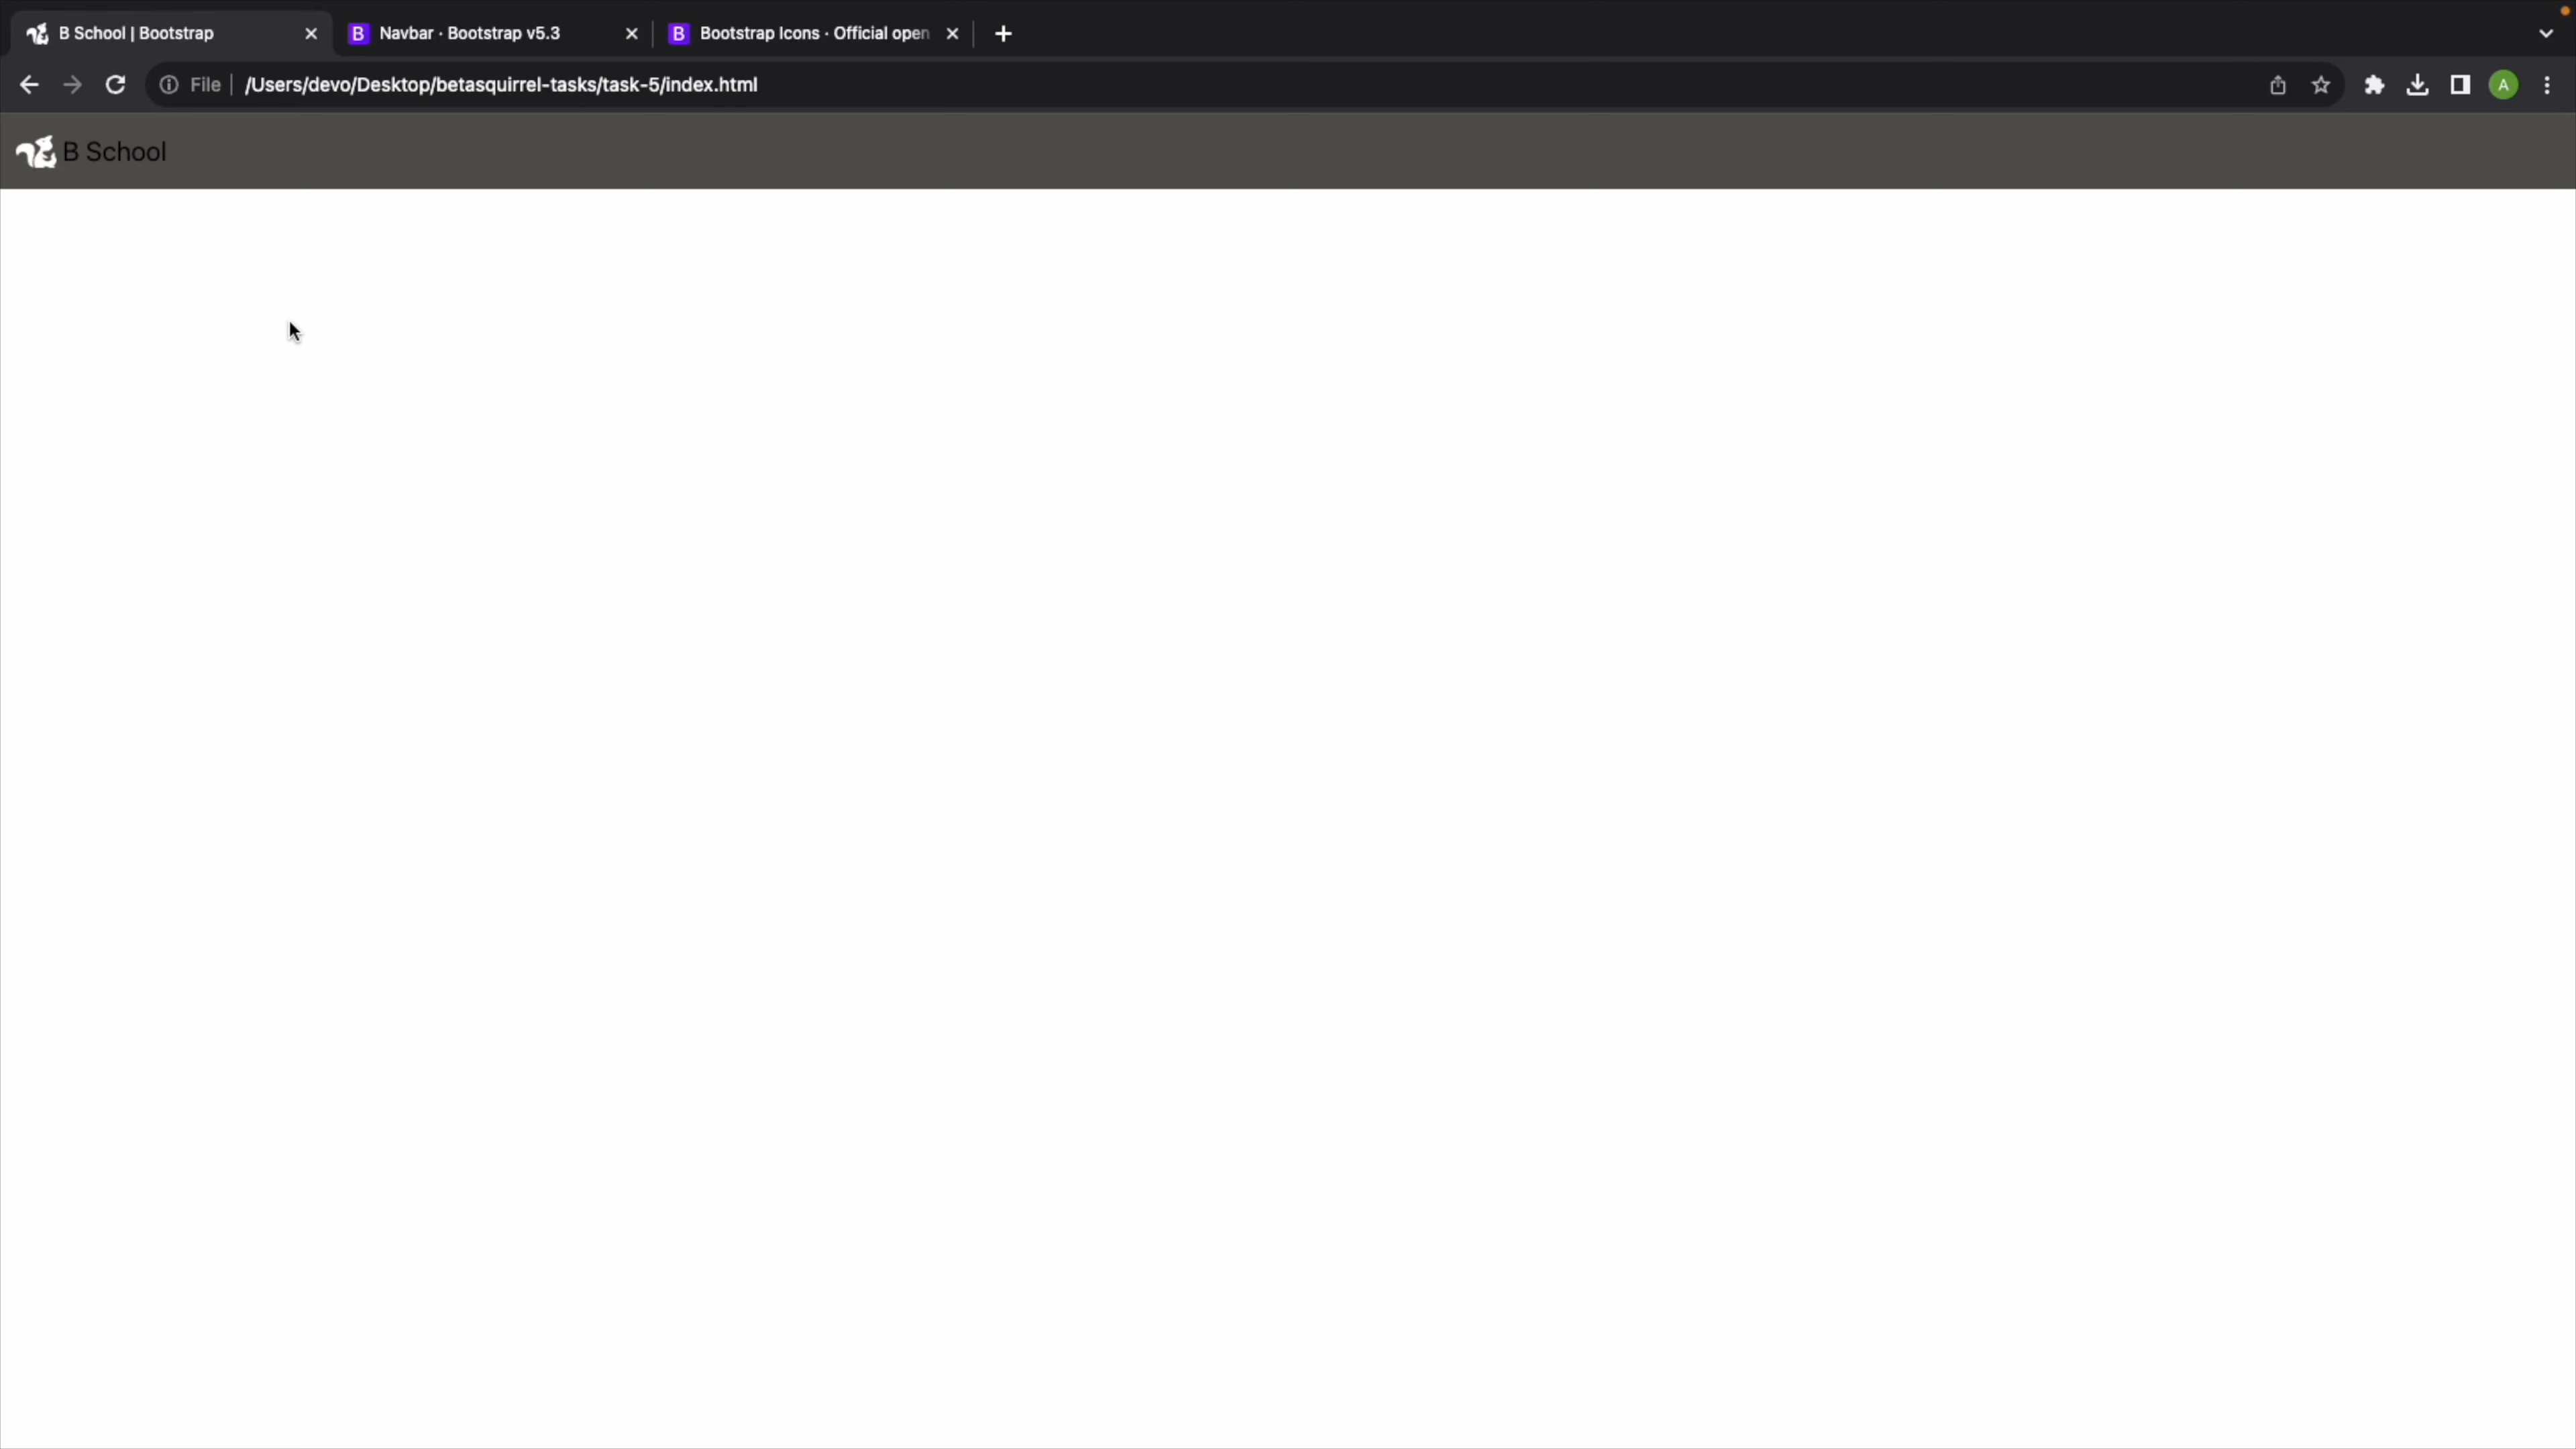 B School | Bootstrap
Navbar · Bootstrap v5.3
Bootstrap Icons · Official open
File
/Users/devo/Desktop/betasquirrel-tasks/task-5/index.html
A
B School